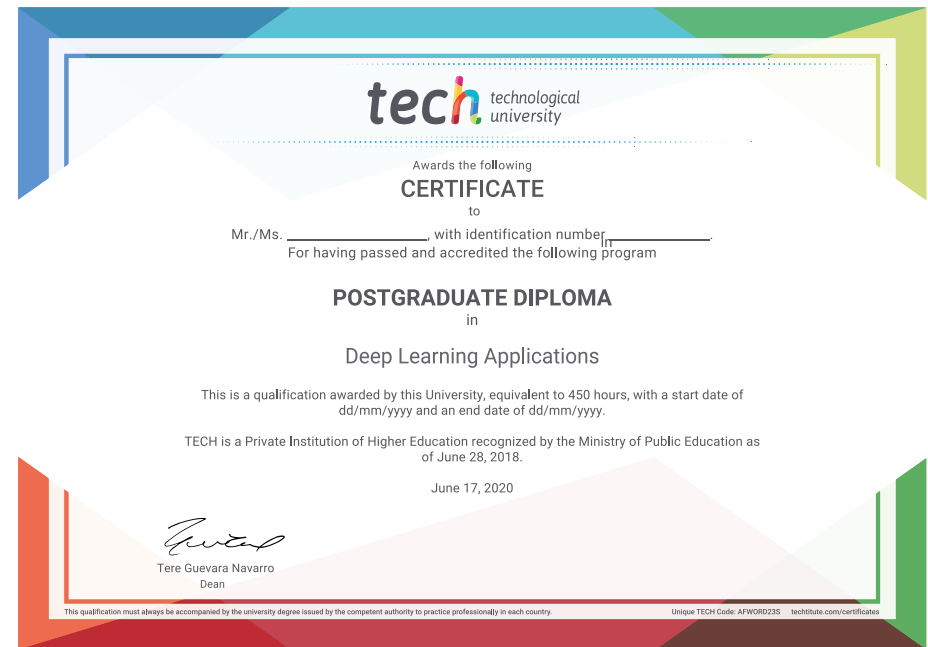 tech technological
university
Awards the following
CERTIFICATE
to
Mr./Ms. ____________________, with identification number______________.
In
For having passed and accredited the following program
POSTGRADUATE DIPLOMA
in
Deep Learning Applications
This is a qualification awarded by this University, equivalent to 450 hours, with a start date of
dd/mm/yyyy and an end date of dd/mm/yyyy.
TECH is a Private Institution of Higher Education recognized by the Ministry of Public Education as
of June 28, 2018.
June 17, 2020
Tere Guevara Navarro
Dean
This qualification must always be accompanied by the university degree issued by the competent authority to practice professionally in each country.
Unique TECH Code: AFWORD23S techtitute.com/certificates